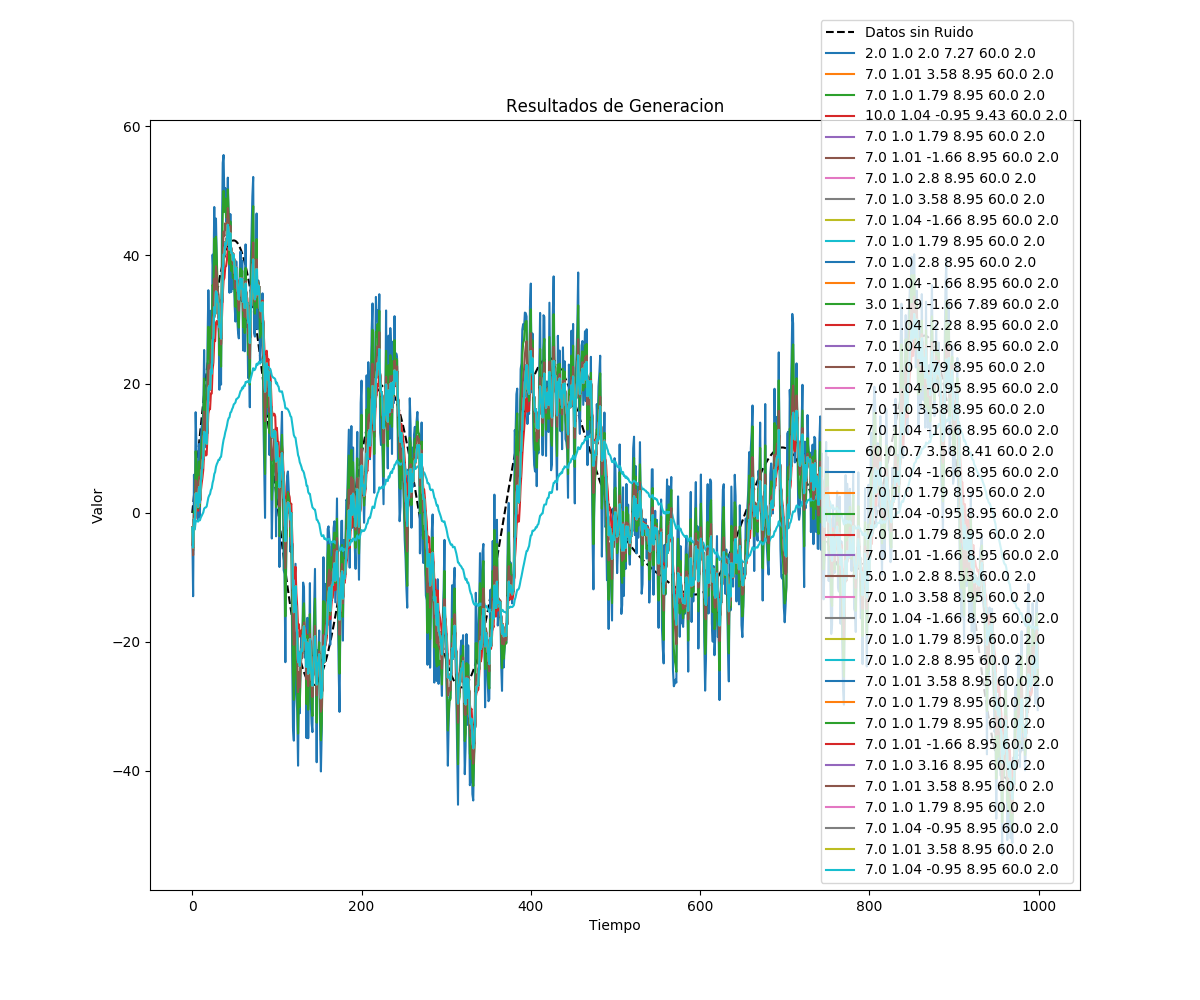 Resultados de Generacion
Datos sin Ruido
2.0 1.0 2.0 7.27 60.0 2.0
7.0 1.01 3.58 8.95 60.0 2.0
7.0 1.0 1.79 8.95 60.0 2.0
10.0 1.04 -0.95 9.43 60.0 2.0
7.0 1.0 1.79 8.95 60.0 2.0
7.0 1.01 -1.66 8.95 60.0 2.0
7.0 1.0 2.8 8.95 60.0 2.0
7.0 1.0 3.58 8.95 60.0 2.0
7.0 1.04 -1.66 8.95 60.0 2.0
7.0 1.0 1.79 8.95 60.0 2.0
7.0 1.0 2.8 8.95 60.0 2.0
7.0 1.04 -1.66 8.95 60.0 2.0
3.0 1.19 -1.66 7.89 60.0 2.0
7.0 1.04 -2.28 8.95 60.0 2.0
7.0 1.04 -1.66 8.95 60.0 2.0
7.0 1.0 1.79 8.95 60.0 2.0
7.0 1.04 -0.95 8.95 60.0 2.0
7.0 1.0 3.58 8.95 60.0 2.0
7.0 1.04 -1.66 8.95 60.0 2.0
60.0 0.7 3.58 8.41 60.0 2.0
7.0 1.04 -1.66 8.95 60.0 2.0
7.0 1.0 1.79 8.95 60.0 2.0
7.0 1.04 -0.95 8.95 60.0 2.0
7.0 1.0 1.79 8.95 60.0 2.0
7.0 1.01 -1.66 8.95 60.0 2.0
5.0 1.0 2.8 8.53 60.0 2.0
7.0 1.0 3.58 8.95 60.0 2.0
7.0 1.04 -1.66 8.95 60.0 2.0
7.0 1.0 1.79 8.95 60.0 2.0
7.0 1.0 2.8 8.95 60.0 2.0
7.0 1.01 3.58 8.95 60.0 2.0
7.0 1.0 1.79 8.95 60.0 2.0
7.0 1.0 1.79 8.95 60.0 2.0
7.0 1.01 -1.66 8.95 60.0 2.0
7.0 1.0 3.16 8.95 60.0 2.0
7.0 1.01 3.58 8.95 60.0 2.0
7.0 1.0 1.79 8.95 60.0 2.0
7.0 1.04 -0.95 8.95 60.0 2.0
7.0 1.01 3.58 8.95 60.0 2.0
7.0 1.04 -0.95 8.95 60.0 2.0
Valor
60
40
20
0
−20
−40
0 200 400 600 800 1000
Tiempo